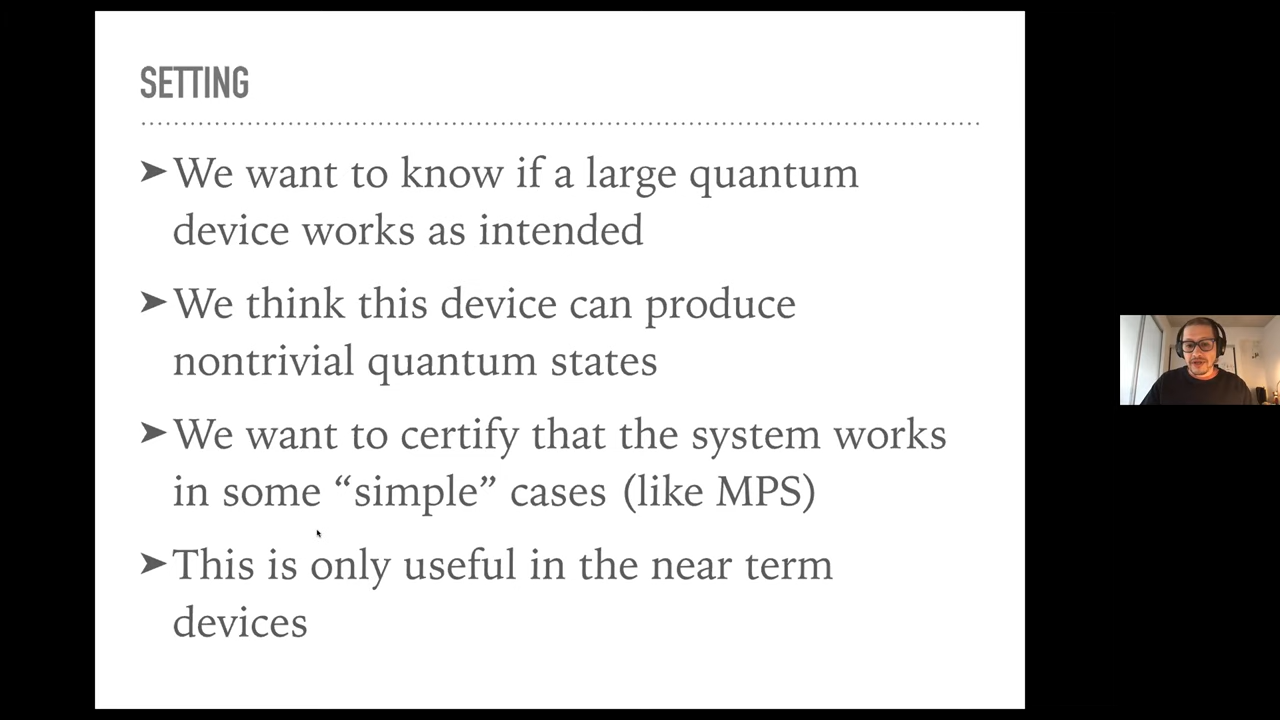 SETTING
➤ We want to know if a large quantum
device works as intended
➤ We think this device can produce
nontrivial quantum states
➤ We want to certify that the system works
in some “simple” cases (like MPS)
➤ This is only useful in the near term
devices